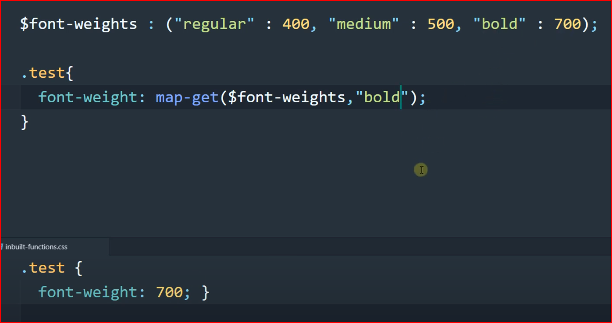 $font-weights : ("regular" : 400, "medium" : 500, "bold" : 700);
.test{
font-weight: map-get($font-weights,"bold");
}
inbuilt-functions.css
.test {
font-weight: 700; }